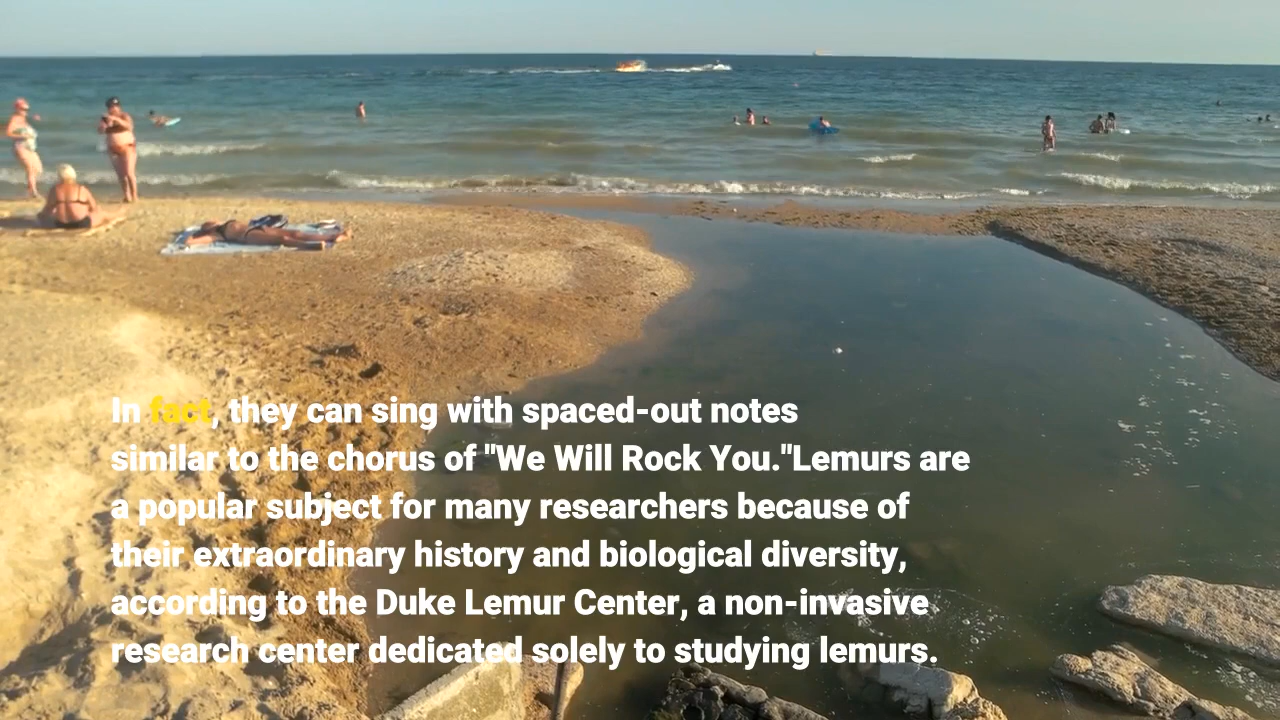 In fact, they can sing with spaced-out notes
similar to the chorus of "We Will Rock You."Lemurs are
a popular subject for many researchers because of
their extraordinary history and biological diversity,
according to the Duke Lemur Center, a non-invasive
research center dedicated solely to studying lemurs.